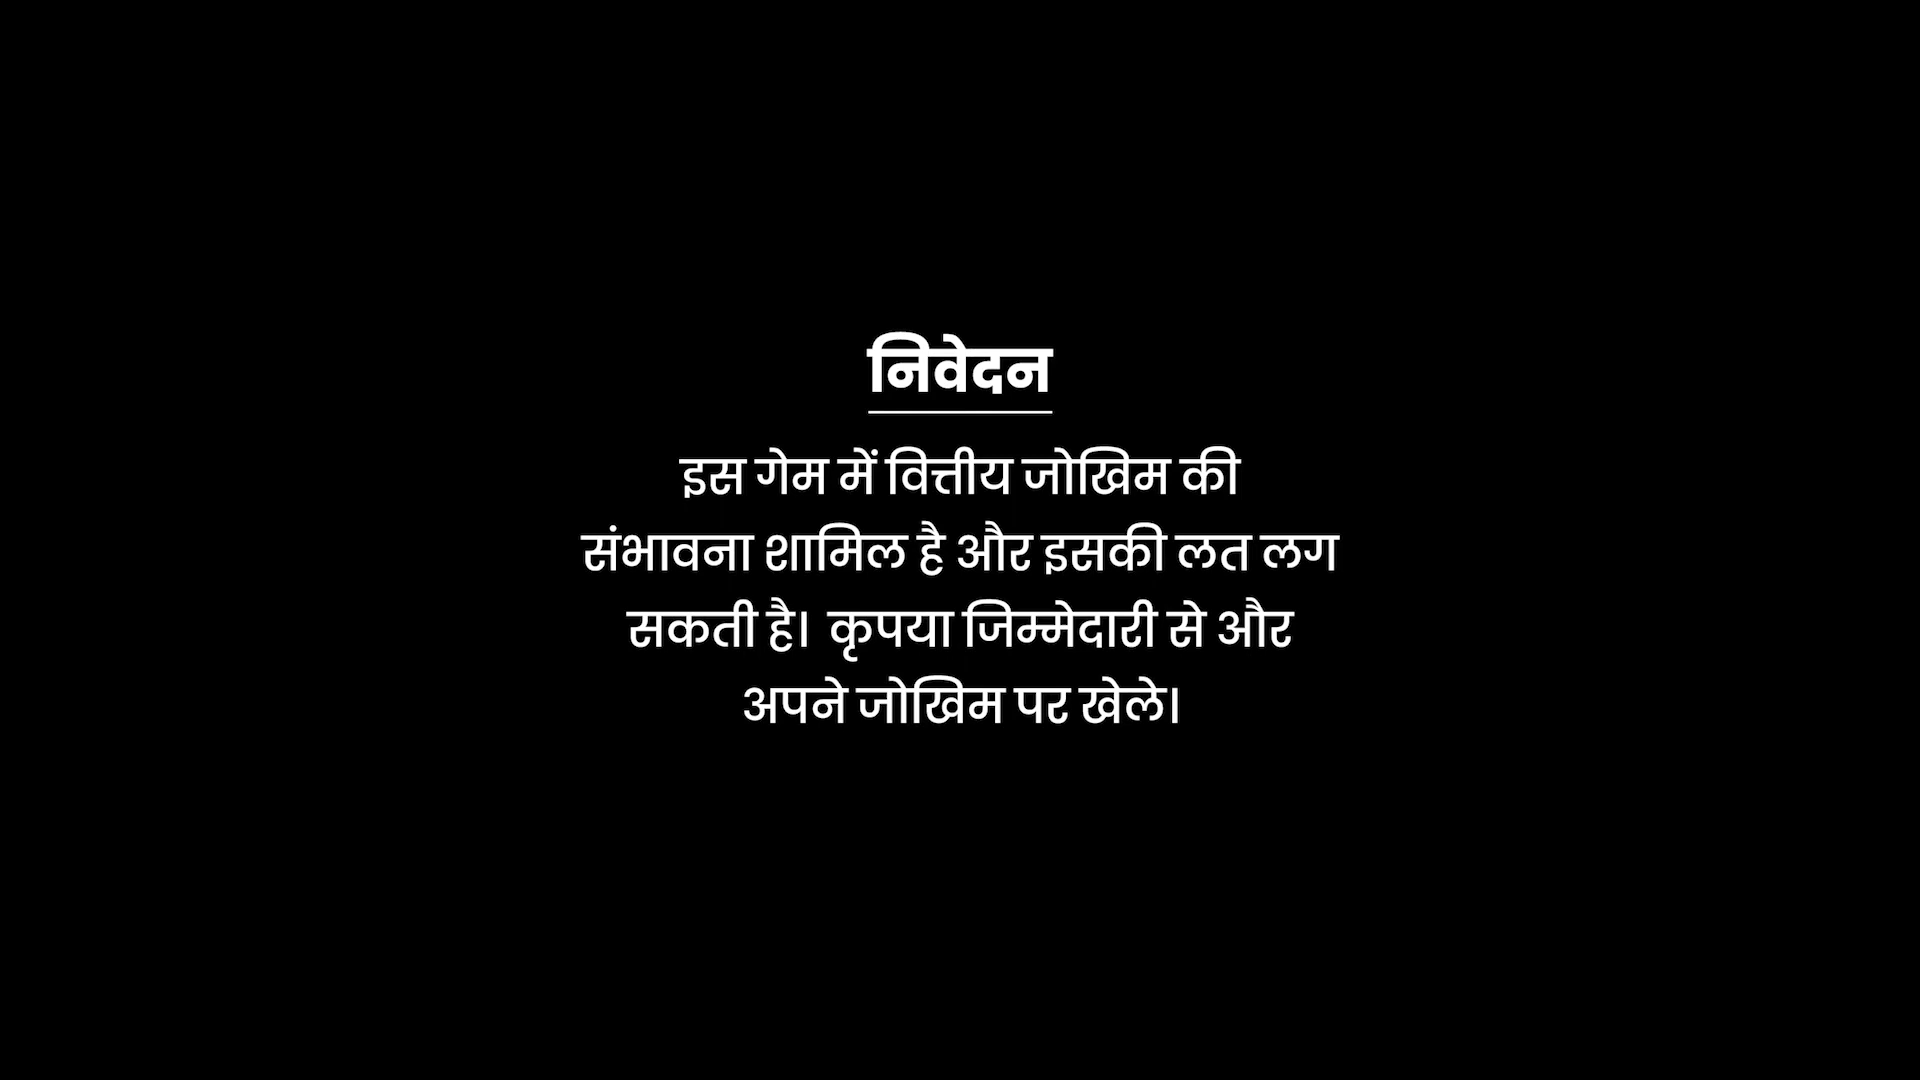 निवेदन
इस गेम में वित्तीय जोखिम की
संभावना शामिल है और इसकी लत लग
सकती है। कृपया जिम्मेदारी से और
अपने जोखिम पर खेले।